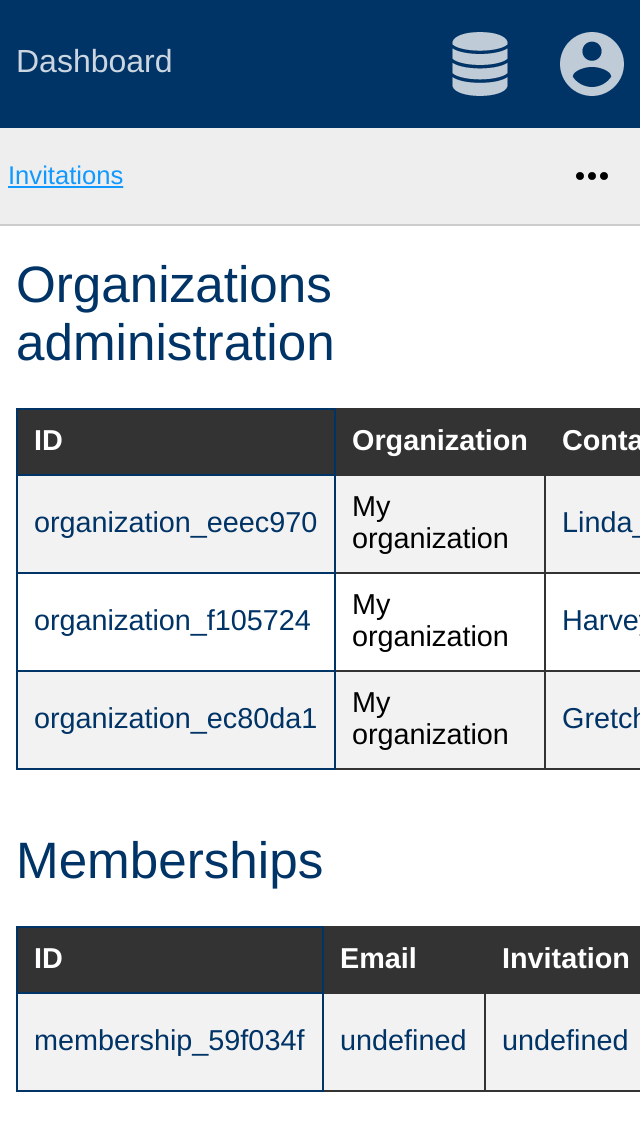 Dashboard
Invitations
Organizations
administration
ID Organization Conta
organization_eeec970 My organization Linda_
organization_f105724 My organization Harvey
organization_ec80da1 My organization Gretch
Memberships
ID Email Invitation
membership_59f034f undefined undefined